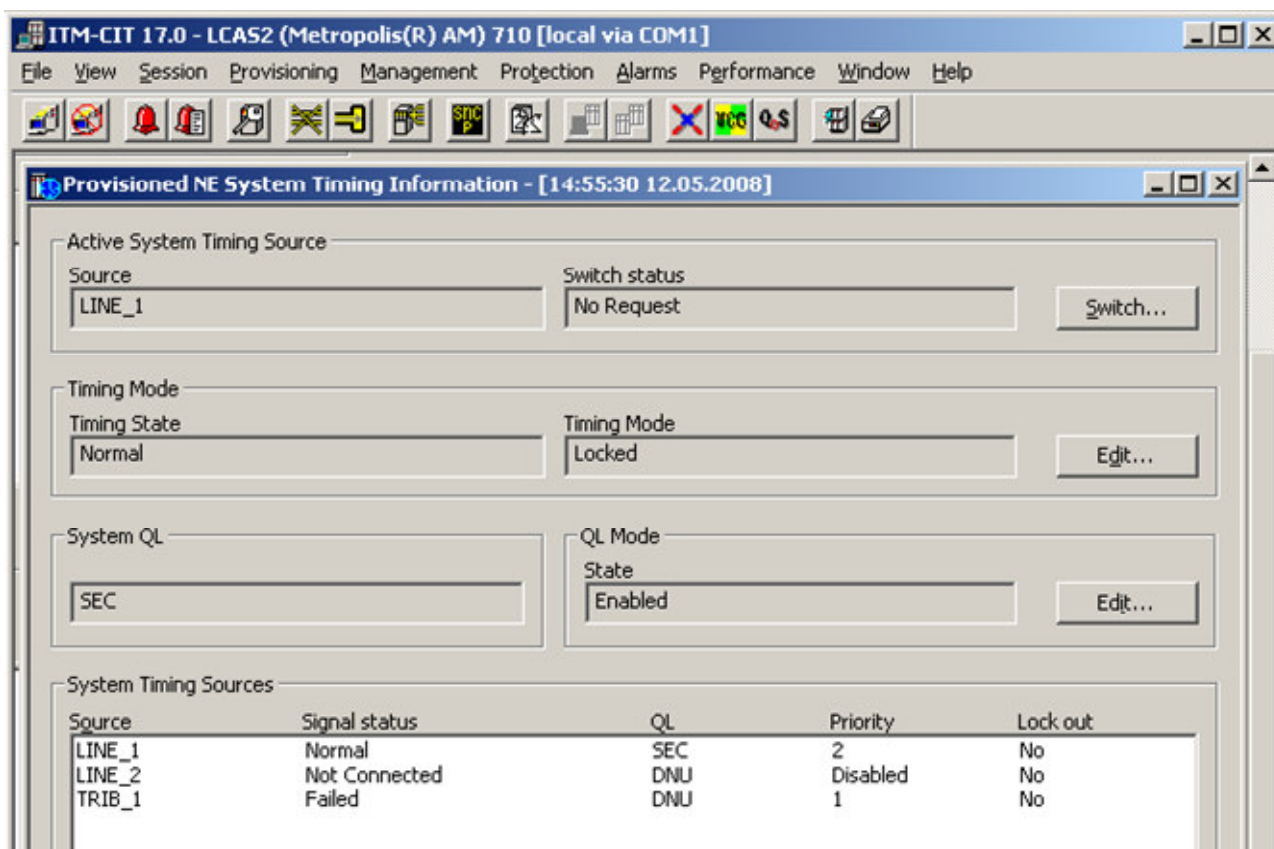 ITM-CIT 17.0 - LCAS2 (Metropolis(R) AM) 710 [local via COM1]
File View Session Provisioning Management Protection Alarms Performance Window Help
snc P VCG Q.S
Provisioned NE System Timing Information - [14:55:30 12.05.2008]
Active System Timing Source
Source Switch status
LINE_1 No Request Switch...
Timing Mode
Timing State Timing Mode
Normal Locked Edit...
System QL QL Mode
State
SEC Enabled Edit...
System Timing Sources
Source Signal status QL Priority Lock out
LINE_1 Normal SEC 2 No
LINE_2 Not Connected DNU Disabled No
TRIB_1 Failed DNU 1 No